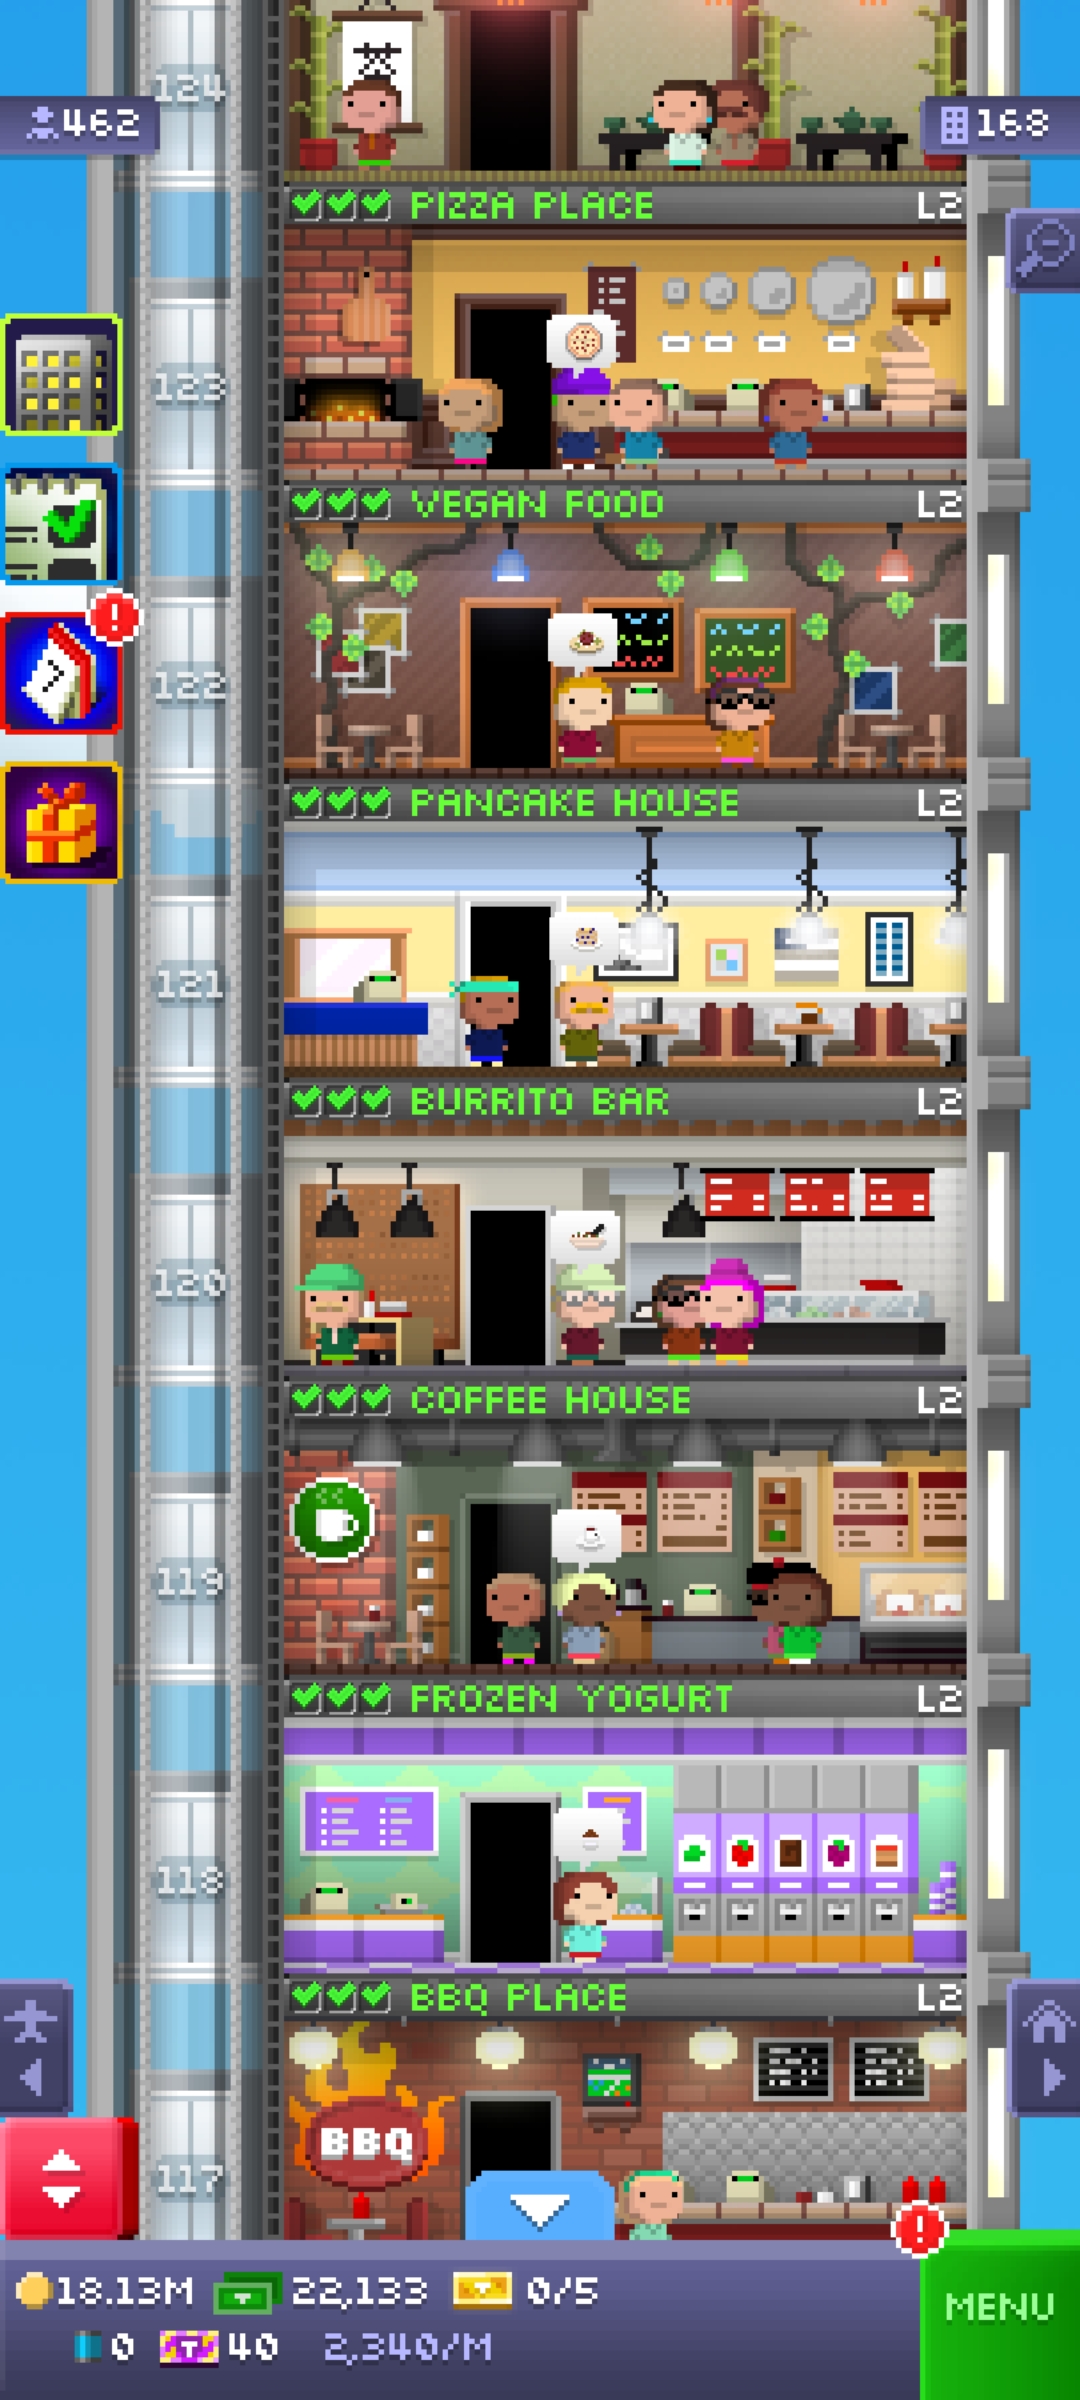 124
462
168
PIZZA PLACE L2
123
VEGAN FOOD L2
122
PANCAKE HOUSE L2
121
BURRITO BAR L2
120
COFFEE HOUSE L2
119
FROZEN YOGURT L2
118
BBQ PLACE L2
BBQ
117
18.13M 22,133 0/5
0 40 2,340/M
MENU